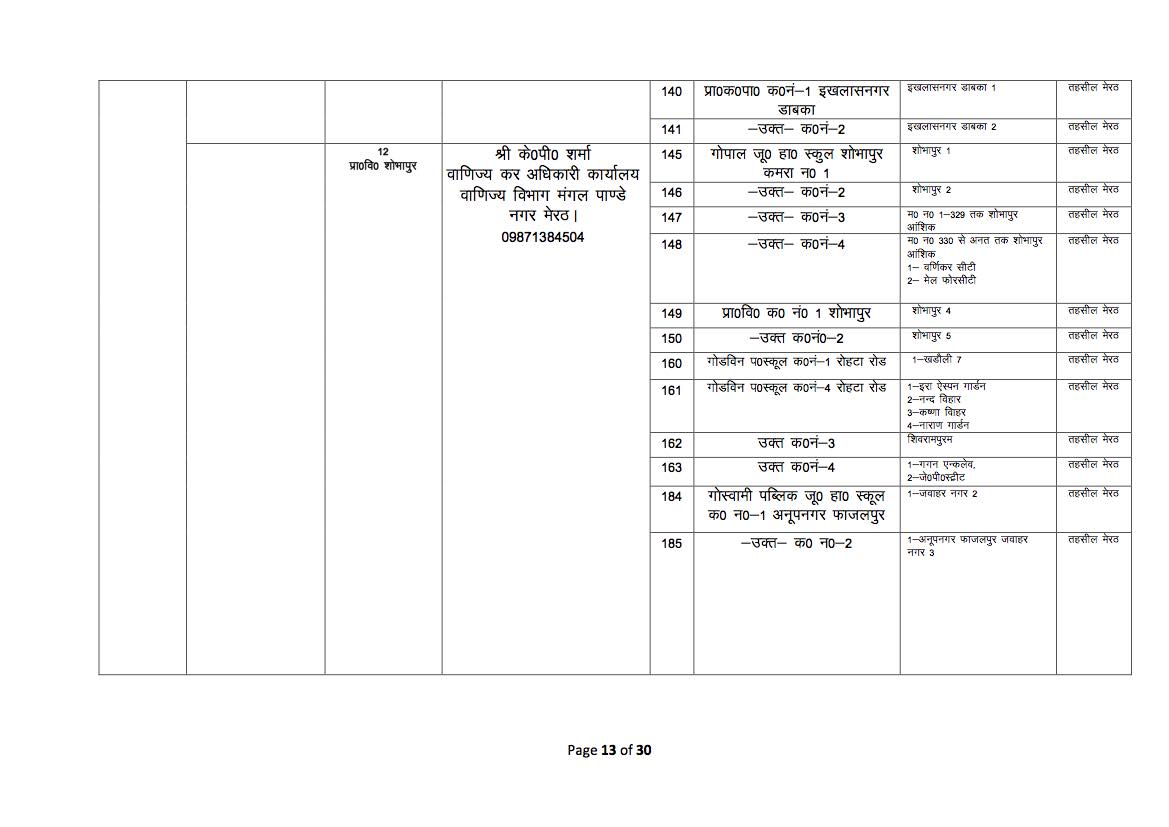 140 प्रा0क0पा0 क0नं–1 इखलासनगर इखलासनगर डाबका 1 तहसील मेरठ
डाबका
141 –उक्त– क0नं–2 इखलासनगर डाबका 2 तहसील मेरठ
12
प्रा0वि0 शोभापुर
श्री के0पी0 शर्मा
वाणिज्य कर अधिकारी कार्यालय
वाणिज्य विभाग मंगल पाण्डे
नगर मेरठ।
09871384504
145 गोपाल जू0 हा0 स्कुल शोभापुर शोभापुर 1 तहसील मेरठ
कमरा न0 1
146 –उक्त– क0नं–2 शोभापुर 2 तहसील मेरठ
147 –उक्त– क0नं–3 म0 न0 1–329 तक शोभापुर तहसील मेरठ
आंशिक
148 –उक्त– क0नं–4 म0 न0 330 से अनत तक शोभापुर तहसील मेरठ
आंशिक
1– वर्णिकर सीटी
2– मेल फोरसीटी
149 प्रा0वि0 क0 नं0 1 शोभापुर शोभापुर 4 तहसील मेरठ
150 –उक्त क0नं0–2 शोभापुर 5 तहसील मेरठ
160 गोडविन प0स्कूल क0नं–1 रोहटा रोड 1–खडौली 7 तहसील मेरठ
161 गोडविन प0स्कूल क0नं–4 रोहटा रोड 1–इरा ऐस्पन गार्डन तहसील मेरठ
2–नन्द विहार
3–कष्णा विाहर
4–नाराण गार्डन
162 उक्त क0नं–3 शिवरामपुरम तहसील मेरठ
163 उक्त क0नं–4 1–गगन एन्कलेव, तहसील मेरठ
2–जे0पी0स्ट्रीट
184 गोस्वामी पब्लिक जू0 हा0 स्कूल 1–जवाहर नगर 2 तहसील मेरठ
क0 न0–1 अनूपनगर फाजलपुर
185 –उक्त– क0 न0–2 1–अनूपनगर फाजलपुर जवाहर तहसील मेरठ
नगर 3
Page 13 of 30